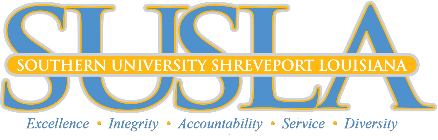 SUSLA
SOUTHERN UNIVERSITY SHREVEPORT LOUISIANA
Excellence • Integrity • Accountability • Service • Diversity